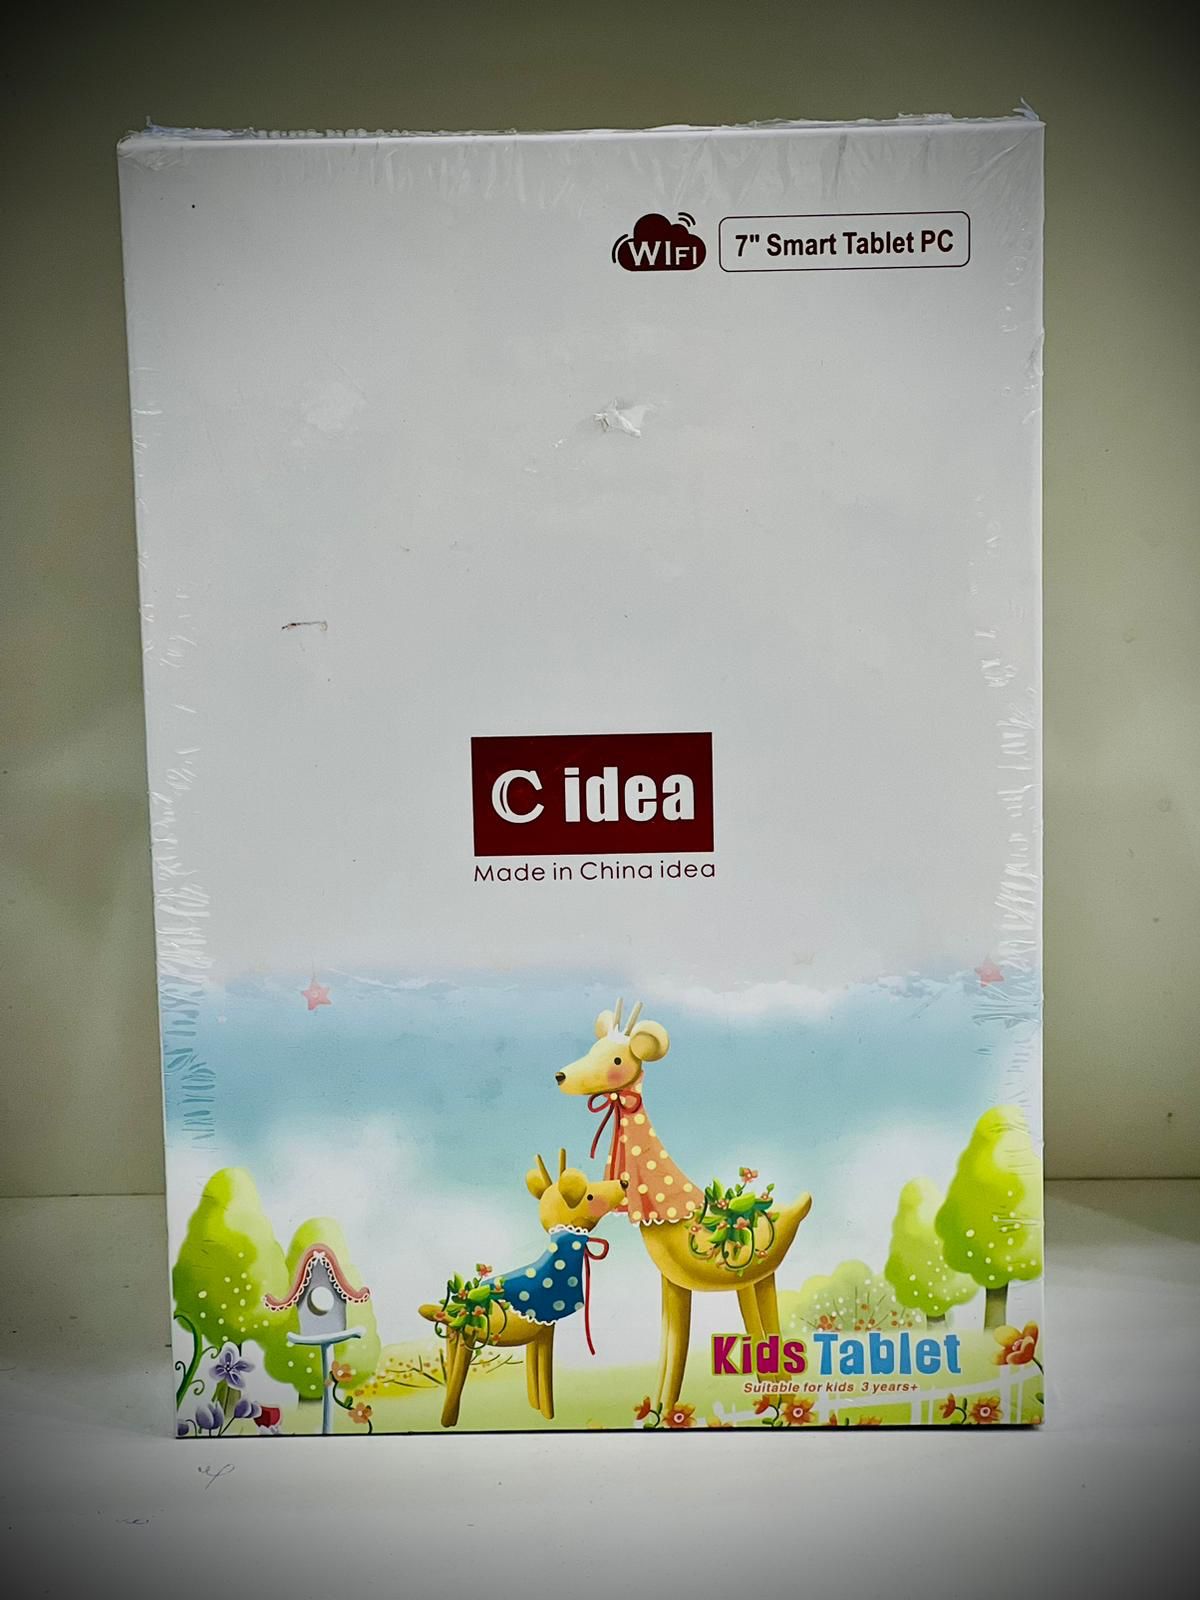 WIFI
7" Smart Tablet PC
C idea
Made in China idea
Kids Tablet
Suitable for kids 3 years+